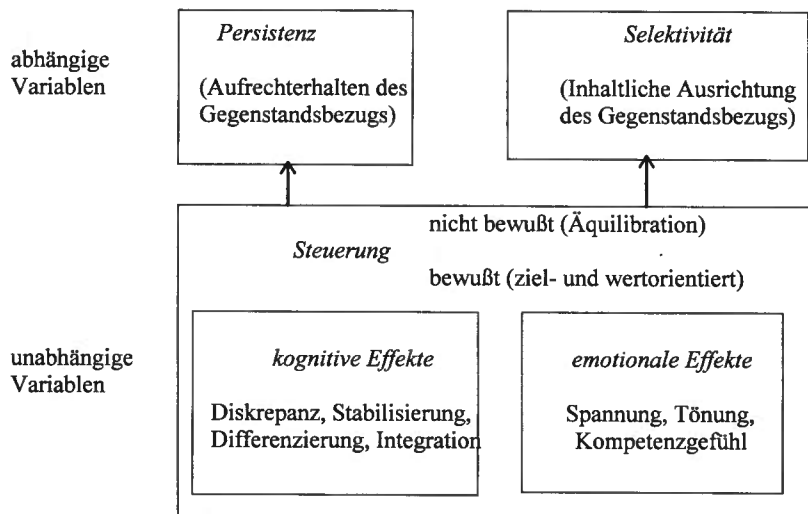 abhängige
Variablen
Persistenz
(Aufrechterhalten des
Gegenstandsbezugs)
Selektivität
(Inhaltliche Ausrichtung
des Gegenstandsbezugs)
Steuerung
nicht bewußt (Äquilibration)
bewußt (ziel- und wertorientiert)
unabhängige
Variablen
kognitive Effekte
Diskrepanz, Stabilisierung,
Differenzierung, Integration
emotionale Effekte
Spannung, Tönung,
Kompetenzgefühl